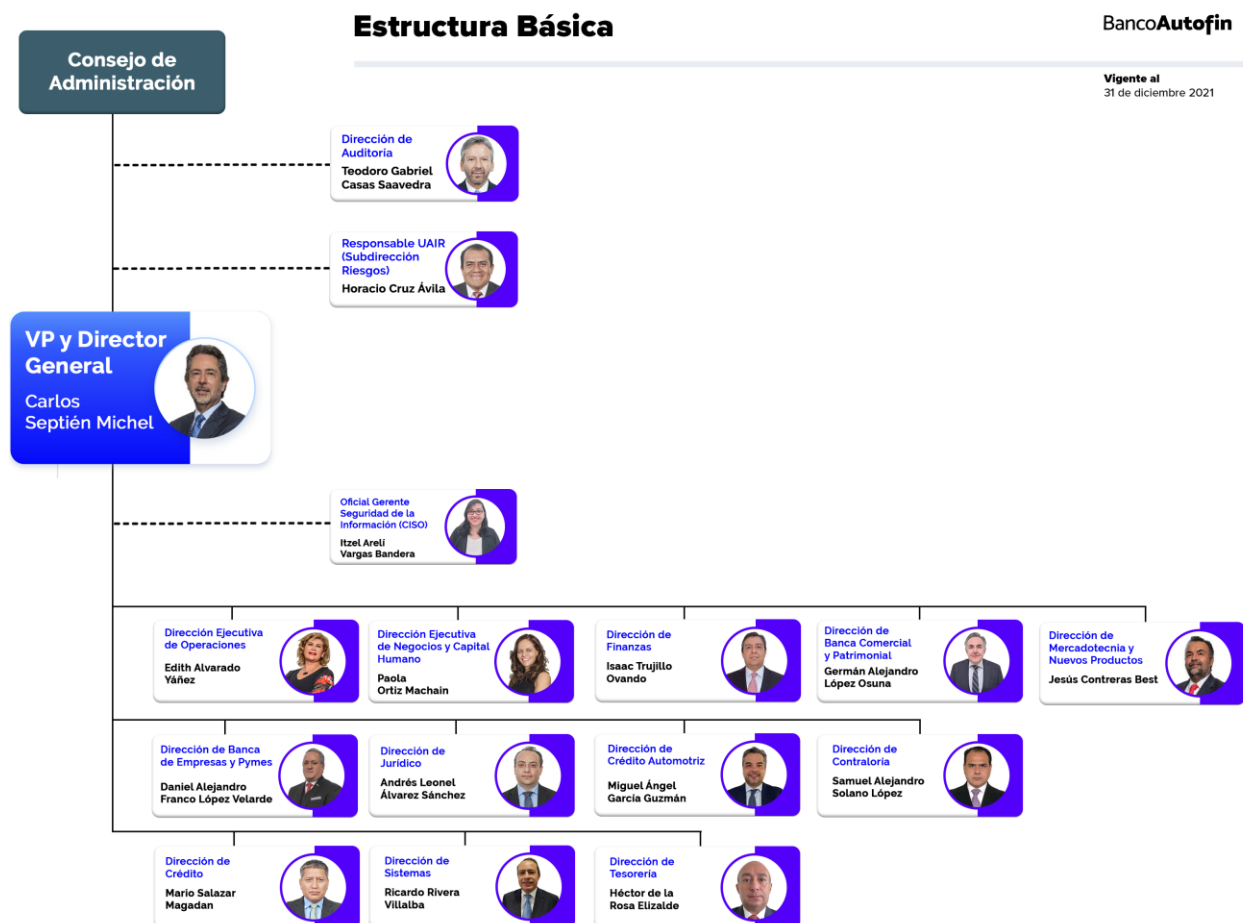 Estructura Básica
BancoAutofin
Vigente al
31 de diciembre 2021
Consejo de
Administración
Dirección de
Auditoría
Teodoro Gabriel
Casas Saavedra
Responsable UAIR
(Subdirección
Riesgos)
Horacio Cruz Ávila
VP y Director
General
Carlos
Septién Michel
Oficial Gerente
Seguridad de la
Información (CISO)
Itzel Arelí
Vargas Bandera
Dirección Ejecutiva
de Operaciones
Edith Alvarado
Yáñez
Dirección Ejecutiva
de Negocios y Capital
Humano
Paola
Ortiz Machain
Dirección de
Finanzas
Isaac Trujillo
Ovando
Dirección de
Banca Comercial
y Patrimonial
Germán Alejandro
López Osuna
Dirección de
Mercadotecnia y
Nuevos Productos
Jesús Contreras Best
Dirección de Banca
de Empresas y Pymes
Daniel Alejandro
Franco López Velarde
Dirección de
Jurídico
Andrés Leonel
Álvarez Sánchez
Dirección de
Crédito Automotriz
Miguel Ángel
García Guzmán
Dirección de
Contraloría
Samuel Alejandro
Solano López
Dirección de
Crédito
Mario Salazar
Magadan
Dirección de
Sistemas
Ricardo Rivera
Villalba
Dirección de
Tesorería
Héctor de la
Rosa Elizalde